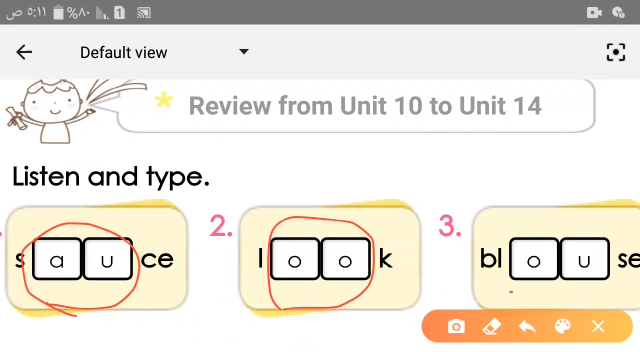 ٥:١١ ص %٨٠ 1
Default view
Review from Unit 10 to Unit 14
Listen and type.
. 2. 3.
s a u ce l o o k bl o u se